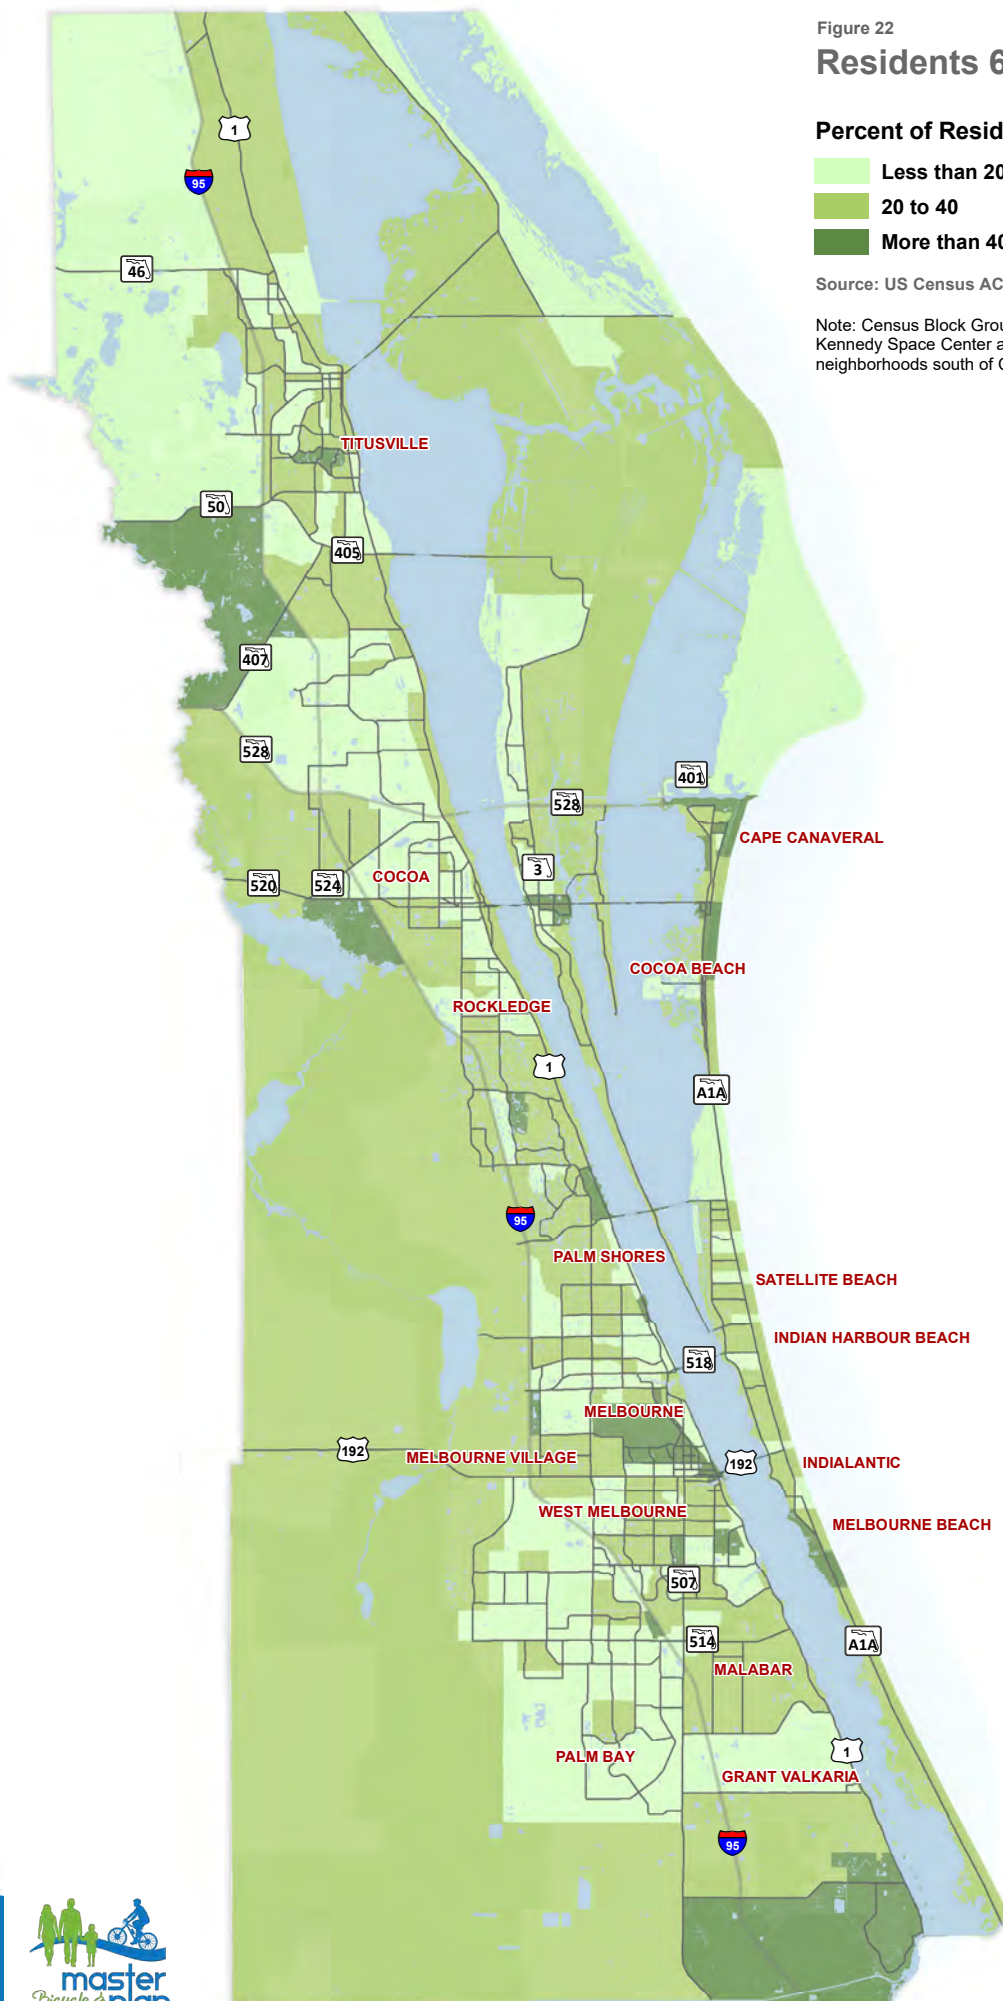 Figure 22
Residents 6
Percent of Resid
Less than 20
20 to 40
More than 40
Source: US Census AC
Note: Census Block Grou
Kennedy Space Center a
neighborhoods south of C
1
95
46
TITUSVILLE
50
405
407
528
401
528
CAPE CANAVERAL
3
COCOA
520
524
COCOA BEACH
ROCKLEDGE
1
A1A
95
PALM SHORES
SATELLITE BEACH
INDIAN HARBOUR BEACH
518
MELBOURNE
192
MELBOURNE VILLAGE
192
INDIALANTIC
WEST MELBOURNE
MELBOURNE BEACH
507
514
A1A
MALABAR
1
PALM BAY
GRANT VALKARIA
95
master
Bicycle &
plan